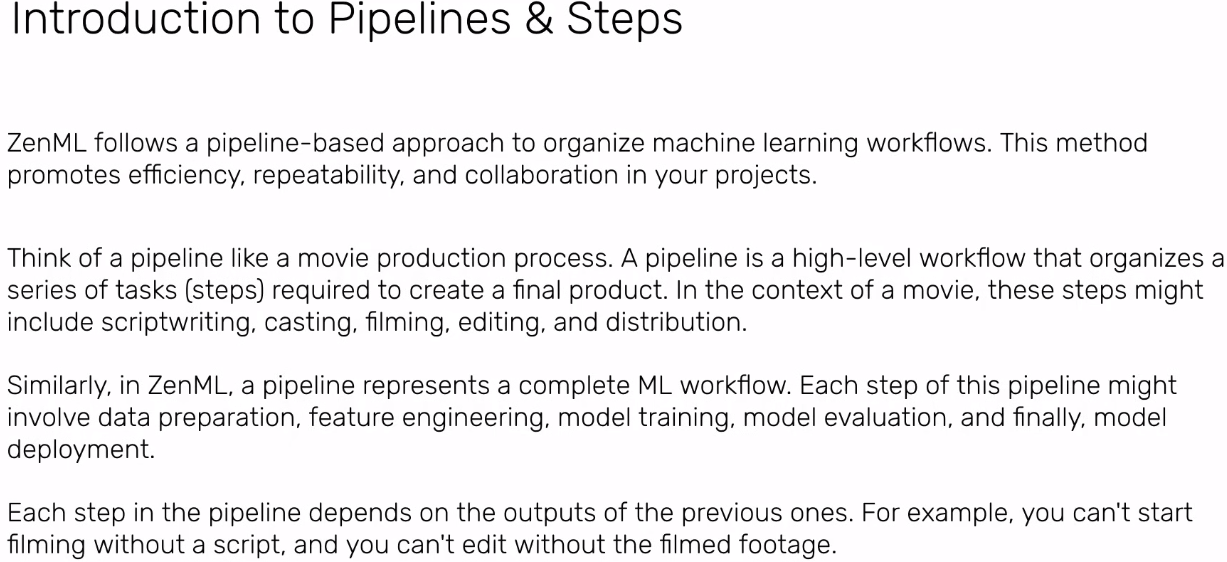 Introduction to Pipelines & Steps
ZenML follows a pipeline-based approach to organize machine learning workflows. This method
promotes efficiency, repeatability, and collaboration in your projects.
Think of a pipeline like a movie production process. A pipeline is a high-level workflow that organizes a
series of tasks (steps) required to create a final product. In the context of a movie, these steps might
include scriptwriting, casting, filming, editing, and distribution.
Similarly, in ZenML, a pipeline represents a complete ML workflow. Each step of this pipeline might
involve data preparation, feature engineering, model training, model evaluation, and finally, model
deployment.
Each step in the pipeline depends on the outputs of the previous ones. For example, you can't start
filming without a script, and you can't edit without the filmed footage.